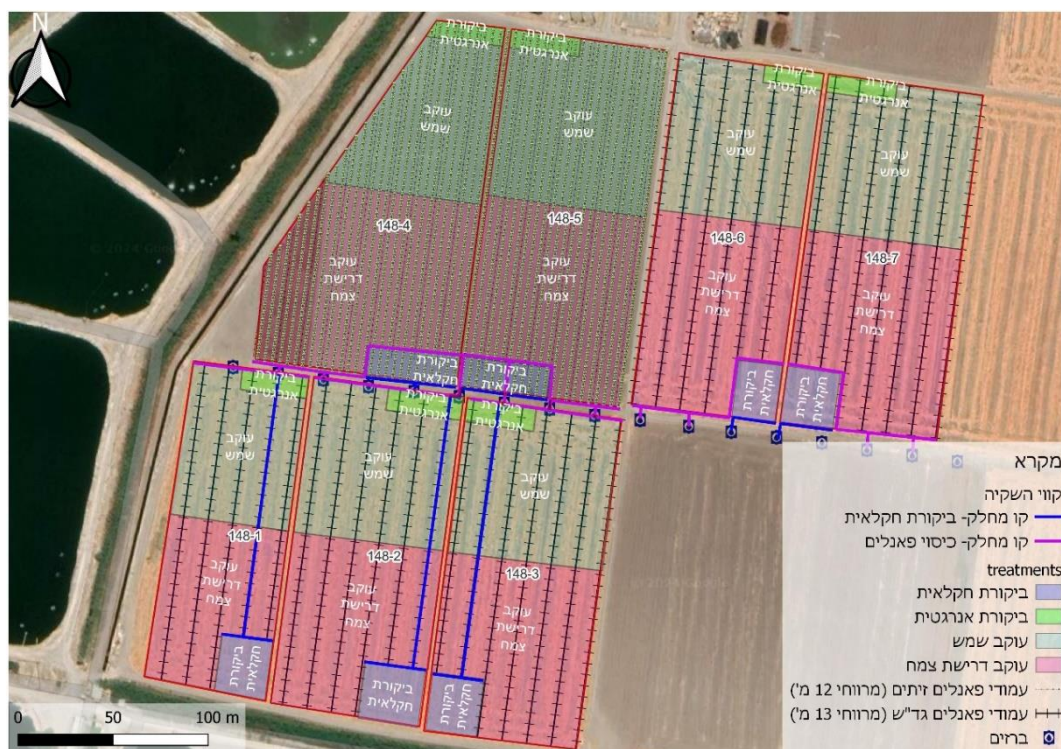 N
ביקורת
אנרגטית
ביקורת
אנרגטית
ביקורת
אנרגטית
ביקורת
אנרגטית
עוקב
שמש
עוקב
שמש
עוקב
שמש
עוקב
שמש
148-4
148-5
148-6
148-7
עוקב
דרישת
צמח
עוקב
דרישת
צמח
עוקב
דרישת
צמח
עוקב
דרישת
צמח
ביקורת
חקלאית
ביקורת
חקלאית
ביקורת
חקלאית
ביקורת
חקלאית
ביקורת
אנרגטית
ביקורת
אנרגטית
ביקורת
אנרגטית
עוקב
שמש
עוקב
שמש
עוקב
שמש
148-1
148-2
148-3
עוקב
דרישת
צמח
עוקב
דרישת
צמח
עוקב
דרישת
צמח
ביקורת
חקלאית
ביקורת
חקלאית
ביקורת
חקלאית
0 50 100 m
מקרא
קווי השקיה
קו מחלק- ביקורת חקלאית
קו מחלק- כיסוי פאנלים
treatments
ביקורת חקלאית
ביקורת אנרגטית
עוקב שמש
עוקב דרישת צמח
עמודי פאנלים זיתים (מרווחי 12 מ')
עמודי פאנלים גד"ש (מרווחי 13 מ')
ברזים